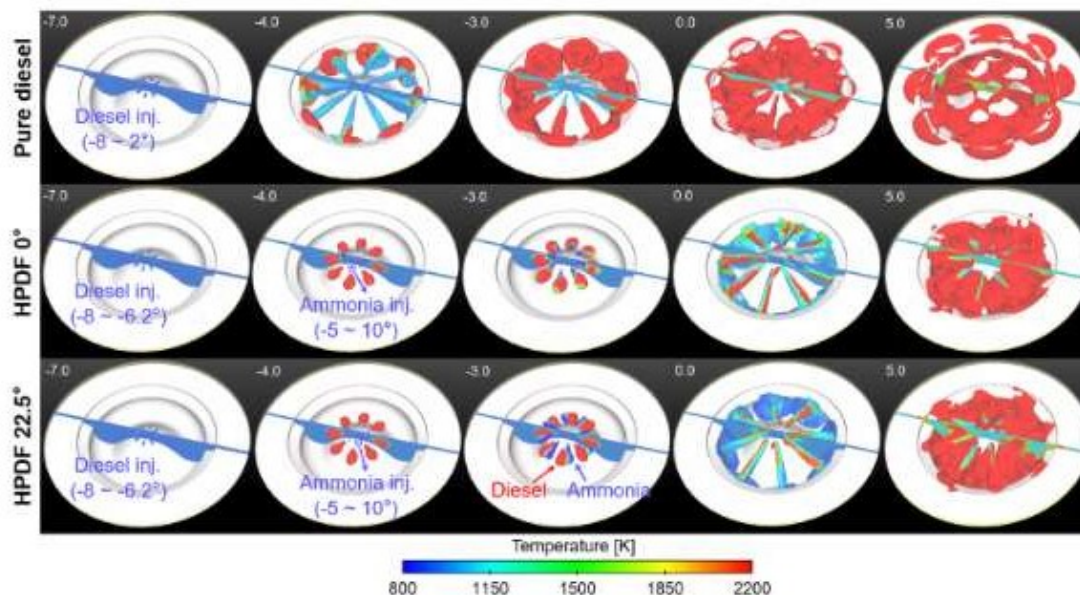 Pure diesel
-7.0
-4.0
-3.0
0.0
5.0
Diesel inj.
(-8 ~ 2°)
HPDF 0°
-7.0
-4.0
-3.0
0.0
5.0
Diesel inj.
(-8 ~ -6.2°)
Ammonia inj.
(-5 ~ 10°)
HPDF 22.5°
-7.0
-4.0
-3.0
0.0
5.0
Diesel inj.
(-8 ~ -6.2°)
Ammonia inj.
(-5 ~ 10°)
Diesel Ammonia
Temperature [K]
800 1150 1500 1850 2200